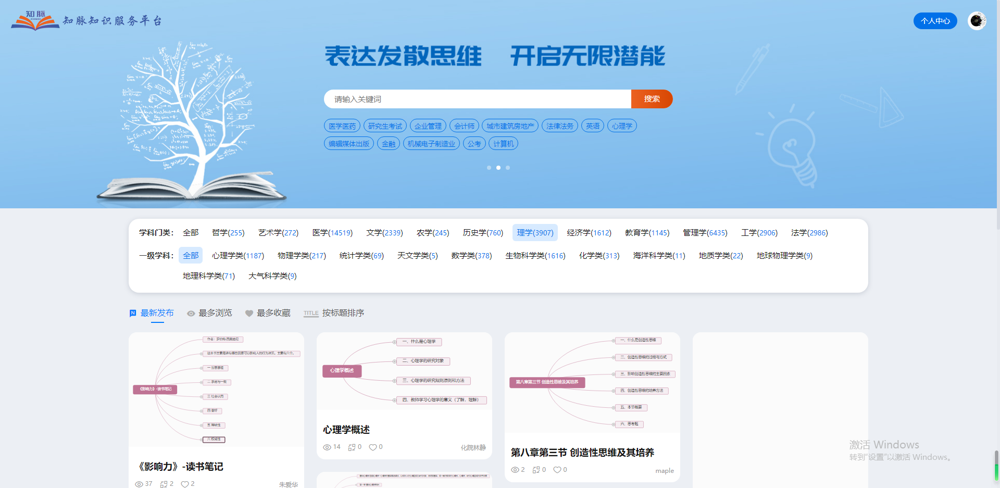 知脉
知脉知识服务平台
个人中心
表达发散思维 开启无限潜能
请输入关键词 搜索
医学医药 研究生考试 企业管理 会计师 城市建筑房地产 法律法务 英语 心理学
编辑媒体出版 金融 机械电子制造业 公考 计算机
学科门类: 全部 哲学(255) 艺术学(272) 医学(14519) 文学(2339) 农学(245) 历史学(760) 理学(3907) 经济学(1612) 教育学(1145) 管理学(6435) 工学(2906) 法学(2986)
一级学科: 全部 心理学类(1187) 物理学类(217) 统计学类(69) 天文学类(5) 数学类(378) 生物科学类(1616) 化学类(313) 海洋科学类(11) 地质学类(22) 地球物理学类(9)
地理科学类(71) 大气科学类(9)
N 最新发布 最多浏览 最多收藏 TITLE 按标题排序
作者：罗伯特 西奥迪尼
这本书主要是讲有哪些因素可以影响人的行为决策。主要有六个。
一 互惠原理
二 承诺与一致
《影响力》-读书笔记
三 社会认同
四 喜好
五 稀缺性
六 权威性
《影响力》-读书笔记
37 2 2 朱爱华
一、什么是心理学
二、心理学的研究对象
心理学概述
三、心理学的研究规则原则和方法
四、教师学习心理学的意义（了解，理解）
心理学概述
14 0 0 化院林静
一、什么是创造性思维
二、创造性思维的过程与方式
三、影响创造性思维的主要因素
第八章第三节 创造性思维及其培养
四、创造性思维的培养方法
五、本节概要
六、思考题
第八章第三节 创造性思维及其培养
2 0 0 maple
激活 Windows
转到"设置"以激活 Windows。